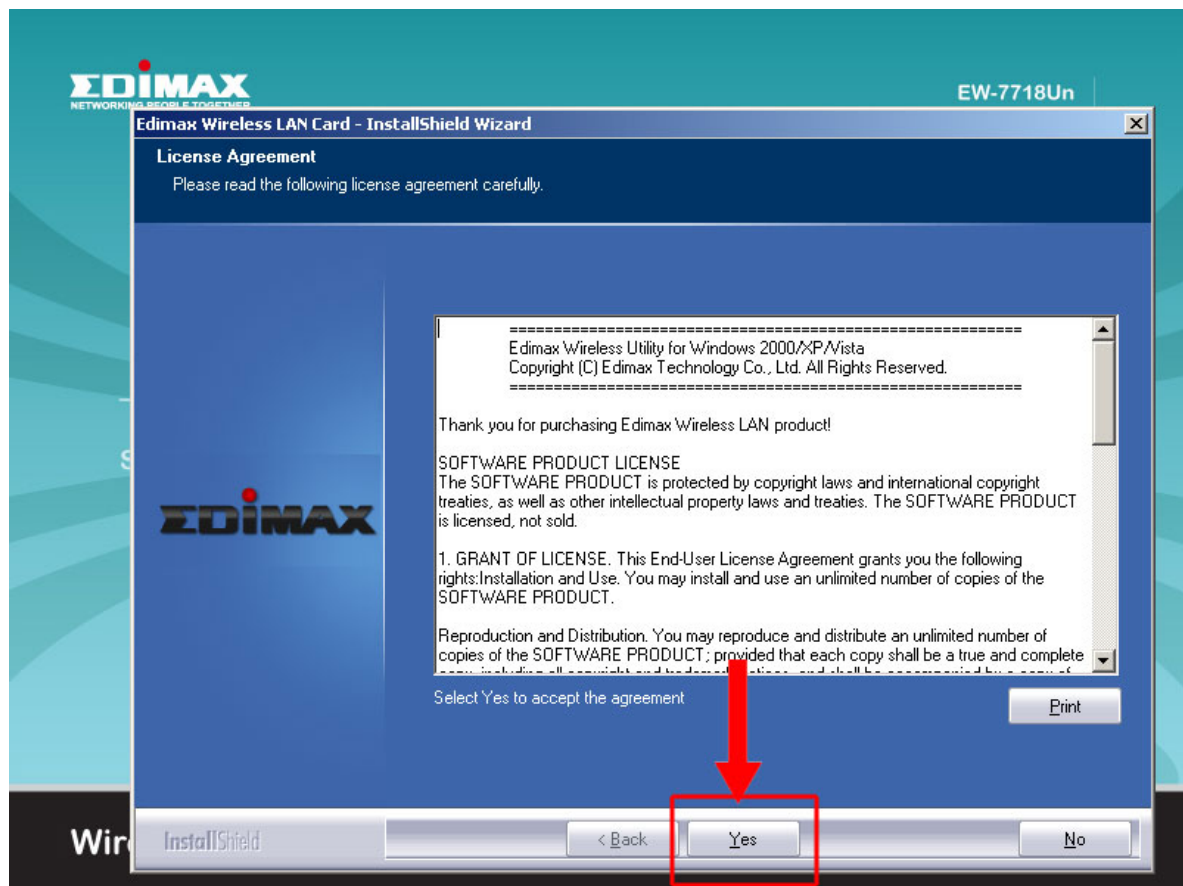 EDIMAX
NETWORKING PEOPLE TOGETHER
EW-7718Un
Edimax Wireless LAN Card - InstallShield Wizard
License Agreement
Please read the following license agreement carefully.
==========================================================
Edimax Wireless Utility for Windows 2000/XP/Vista
Copyright (C) Edimax Technology Co., Ltd. All Rights Reserved.
==========================================================
Thank you for purchasing Edimax Wireless LAN product!
SOFTWARE PRODUCT LICENSE
The SOFTWARE PRODUCT is protected by copyright laws and international copyright
treaties, as well as other intellectual property laws and treaties. The SOFTWARE PRODUCT
is licensed, not sold.
1. GRANT OF LICENSE. This End-User License Agreement grants you the following
rights:Installation and Use. You may install and use an unlimited number of copies of the
SOFTWARE PRODUCT.
Reproduction and Distribution. You may reproduce and distribute an unlimited number of
copies of the SOFTWARE PRODUCT; provided that each copy shall be a true and complete
EDIMAX
Select Yes to accept the agreement
Print
Wir
InstallShield
< Back
Yes
No